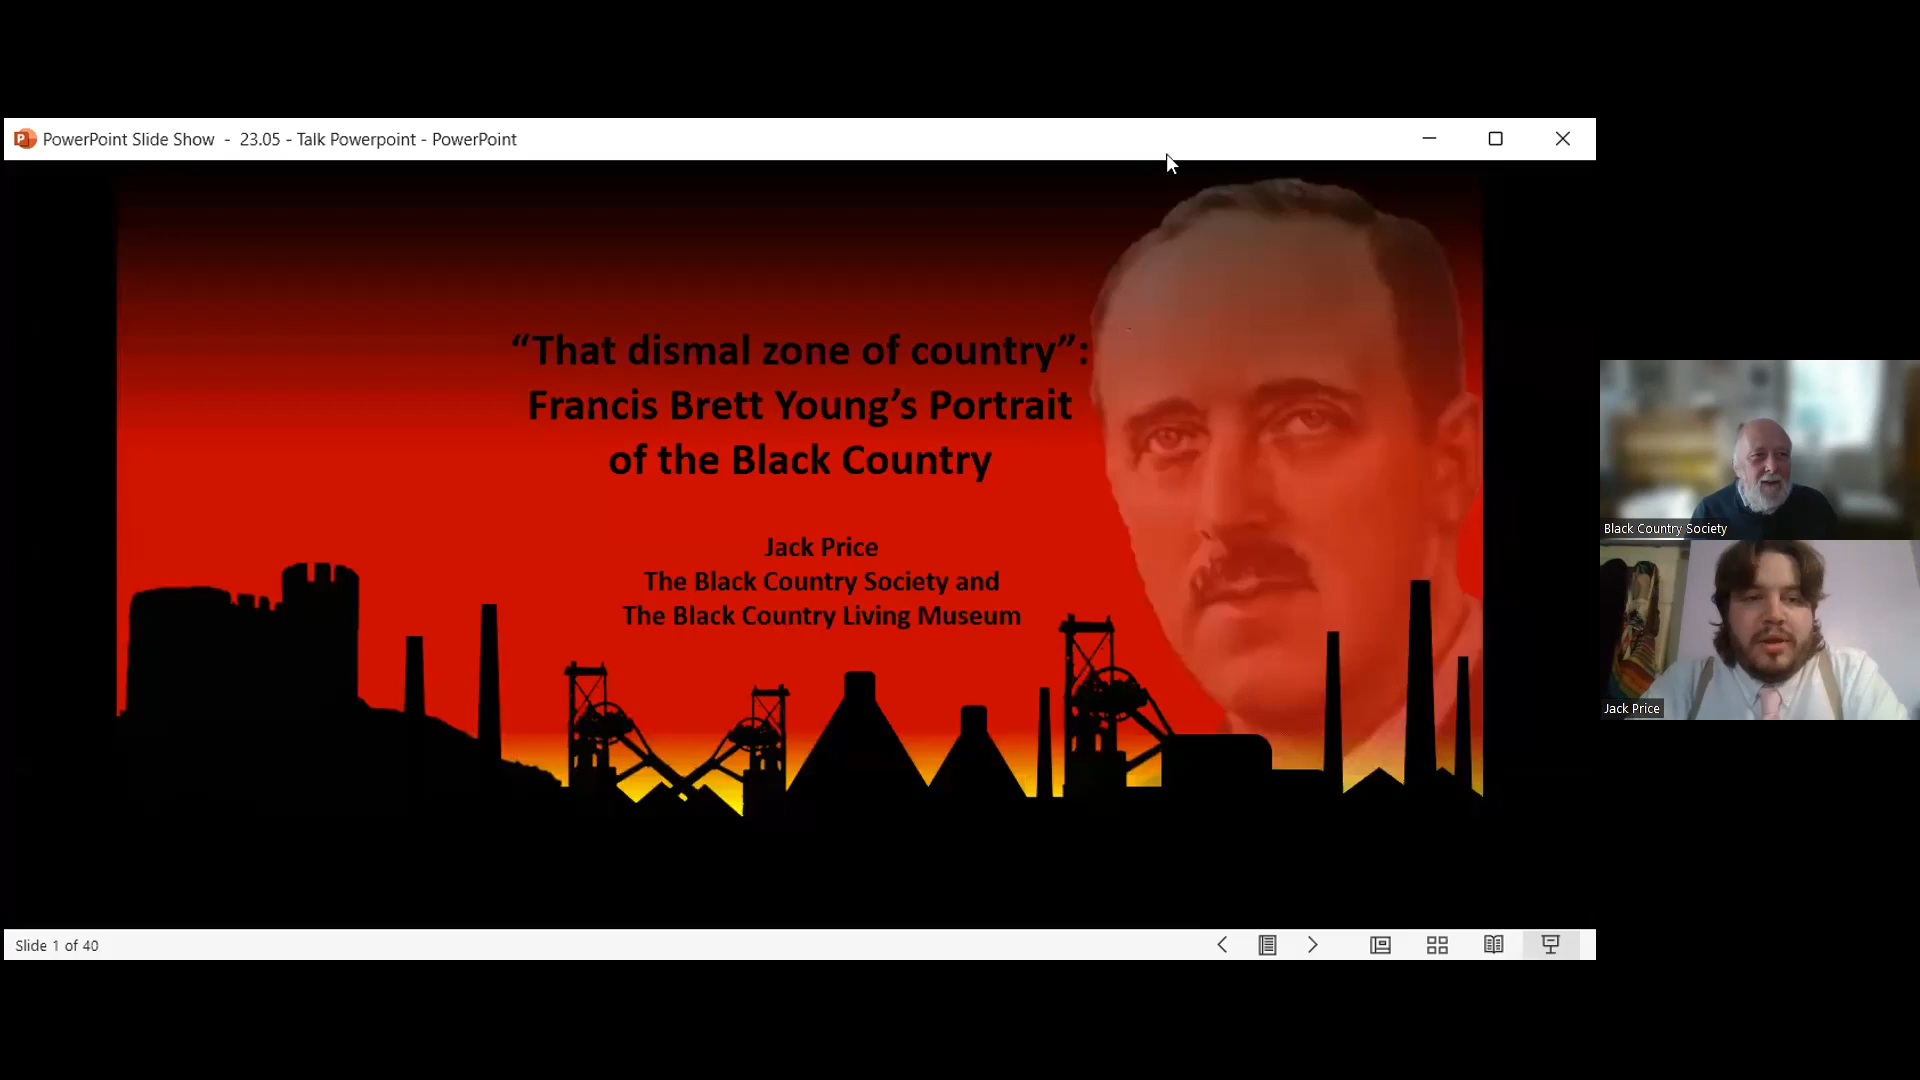 PowerPoint Slide Show - 23.05 - Talk Powerpoint - PowerPoint
“That dismal zone of country”:
Francis Brett Young’s Portrait
of the Black Country
Jack Price
The Black Country Society and
The Black Country Living Museum
Slide 1 of 40
Black Country Society
Jack Price